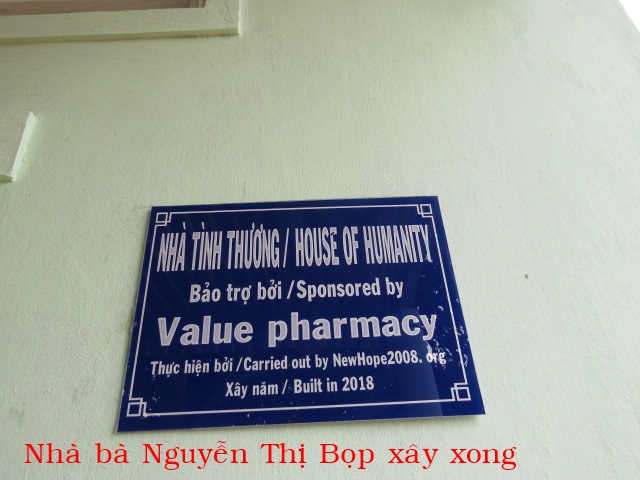 NHÀ TÌNH THƯƠNG / HOUSE OF HUMANITY
Bảo trợ bởi / Sponsored by
Value pharmacy
Thực hiện bởi / Carried out by NewHope2008. org
Xây năm / Built in 2018
Nhà bà Nguyễn Thị Bọp xây xong